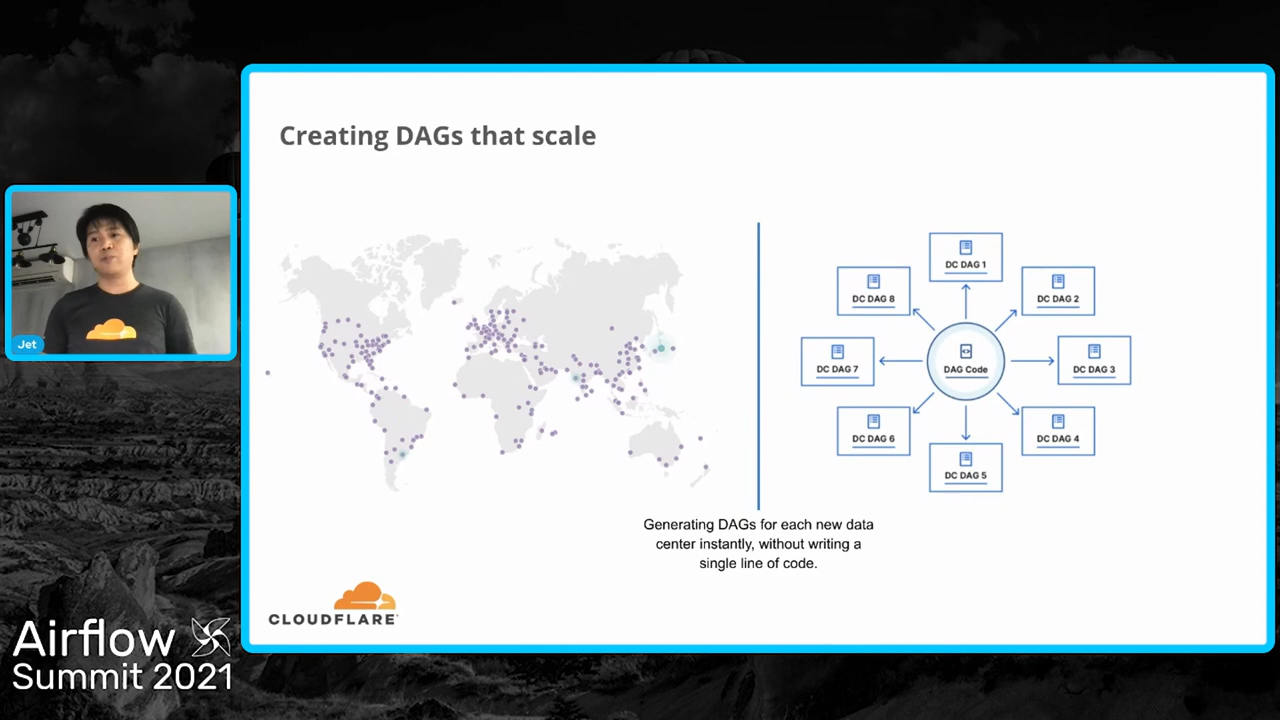 Creating DAGs that scale
Jet
DC DAG 1
DC DAG 8
DC DAG 2
DC DAG 7
DAG Code
DC DAG 3
DC DAG 6
DC DAG 4
DC DAG 5
Generating DAGs for each new data
center instantly, without writing a
single line of code.
CLOUDFLARE
Airflow
Summit 2021